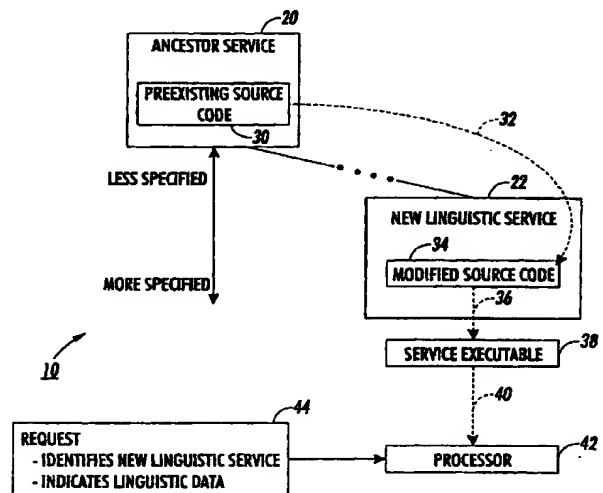 20
ANCESTOR SERVICE
PREEXISTING SOURCE
CODE
30
32
LESS SPECIFIED
22
NEW LINGUISTIC SERVICE
34
MODIFIED SOURCE CODE
MORE SPECIFIED
36
10
SERVICE EXECUTABLE
38
40
44
REQUEST
- IDENTIFIES NEW LINGUISTIC SERVICE
- INDICATES LINGUISTIC DATA
PROCESSOR
42